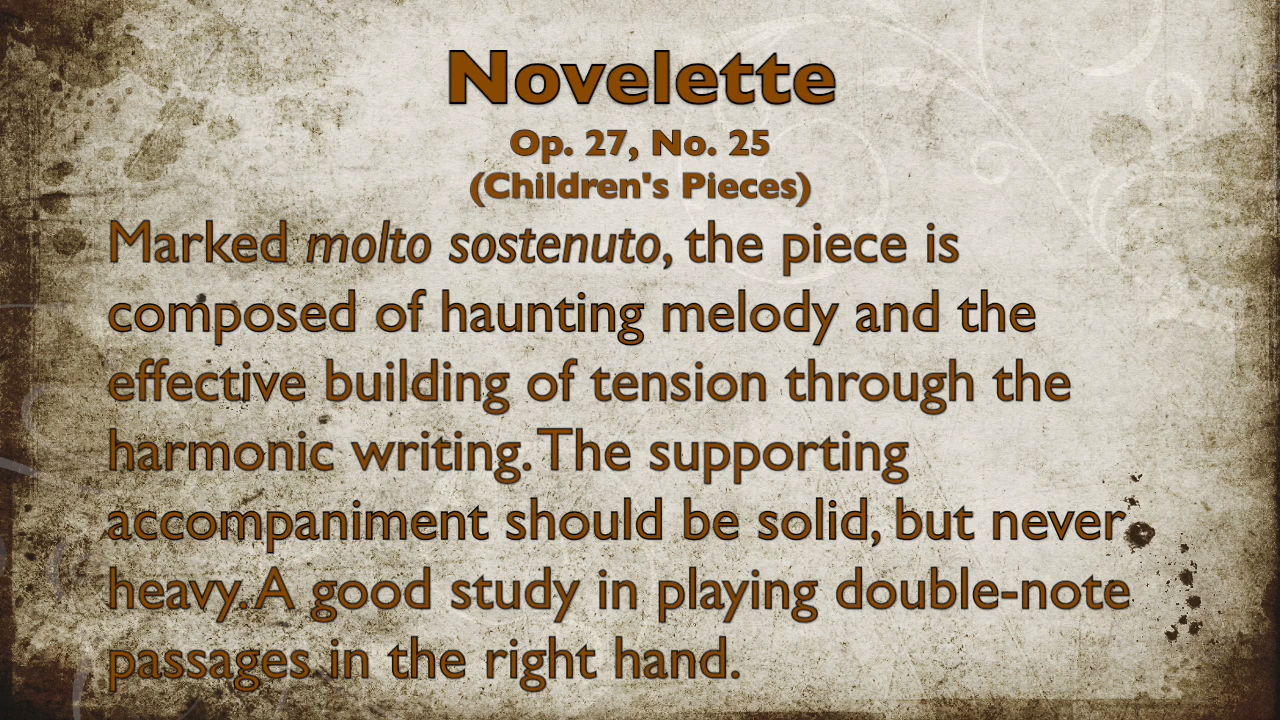 Novelette
Op. 27, No. 25
(Children's Pieces)
Marked molto sostenuto, the piece is
composed of haunting melody and the
effective building of tension through the
harmonic writing. The supporting
accompaniment should be solid, but never
heavy. A good study in playing double-note
passages in the right hand.